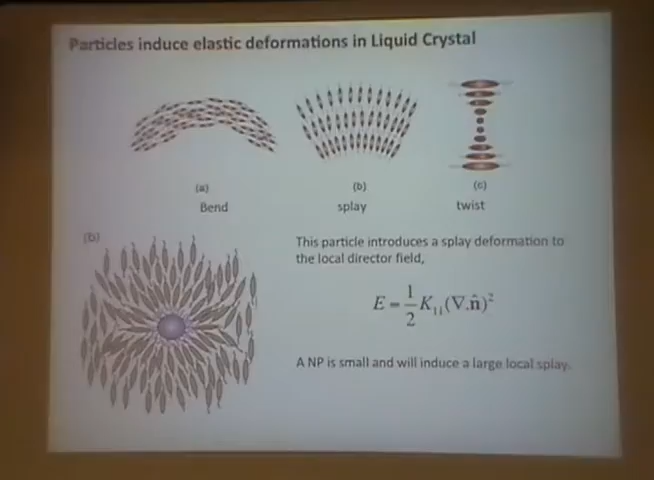 Particles induce elastic deformations in Liquid Crystal
(a) (b) (c)
Bend splay twist
(b)
This particle introduces a splay deformation to
the local director field,
E = 1/2 K₁₁(∇.n̂)²
A NP is small and will induce a large local splay.